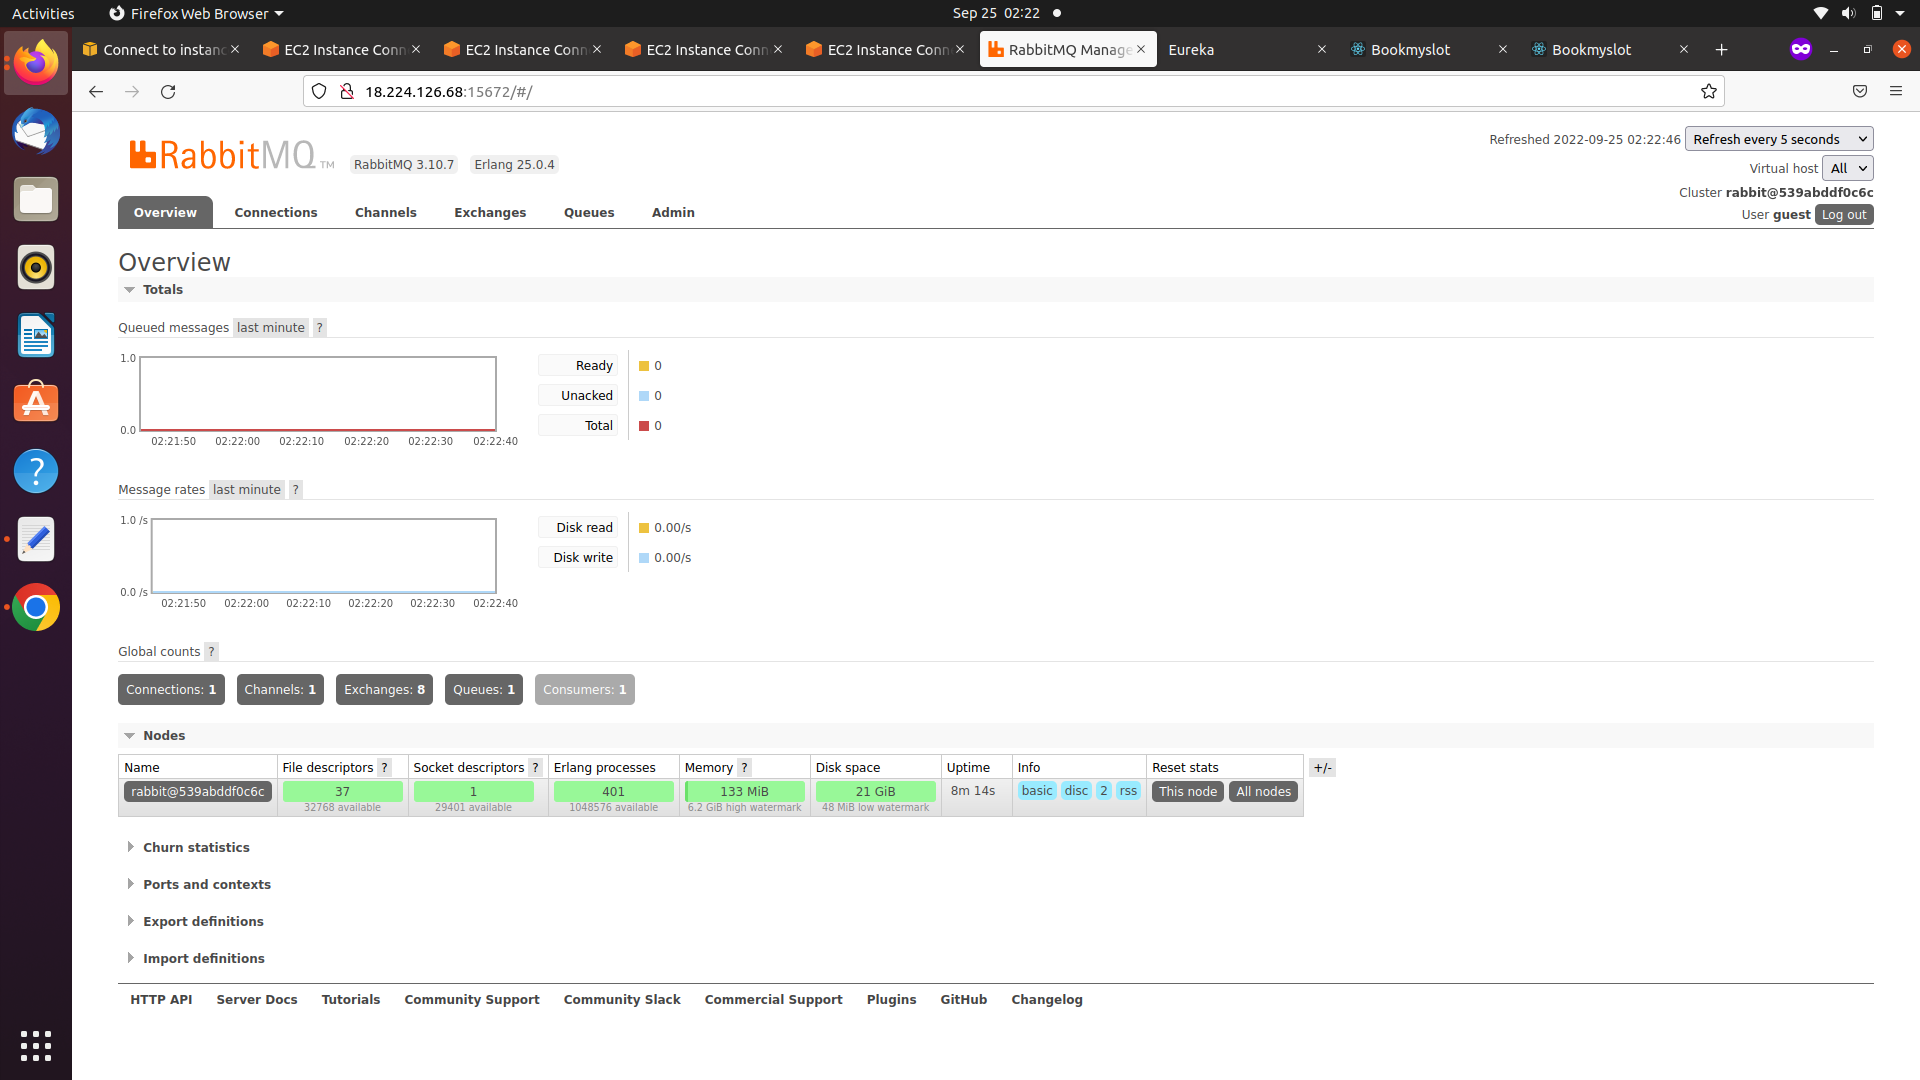 Activities Firefox Web Browser Sep 25 02:22
Connect to instanc EC2 Instance Conn EC2 Instance Conn EC2 Instance Conn EC2 Instance Conn RabbitMQ Manage Eureka Bookmyslot Bookmyslot
18.224.126.68:15672/#/
RabbitMQ TM RabbitMQ 3.10.7 Erlang 25.0.4
Refreshed 2022-09-25 02:22:46 Refresh every 5 seconds
Virtual host All
Cluster rabbit@539abddf0c6c
User guest Log out
Overview Connections Channels Exchanges Queues Admin
Overview
Totals
Queued messages last minute ?
1.0
0.0
02:21:50 02:22:00 02:22:10 02:22:20 02:22:30 02:22:40
Ready 0
Unacked 0
Total 0
Message rates last minute ?
1.0 /s
0.0 /s
02:21:50 02:22:00 02:22:10 02:22:20 02:22:30 02:22:40
Disk read 0.00/s
Disk write 0.00/s
Global counts ?
Connections: 1 Channels: 1 Exchanges: 8 Queues: 1 Consumers: 1
Nodes
Name File descriptors ? Socket descriptors ? Erlang processes Memory ? Disk space Uptime Info Reset stats +/-
rabbit@539abddf0c6c 37 1 401 133 MiB 21 GiB 8m 14s basic disc 2 rss This node All nodes
32768 available 29401 available 1048576 available 6.2 GiB high watermark 48 MiB low watermark
Churn statistics
Ports and contexts
Export definitions
Import definitions
HTTP API Server Docs Tutorials Community Support Community Slack Commercial Support Plugins GitHub Changelog